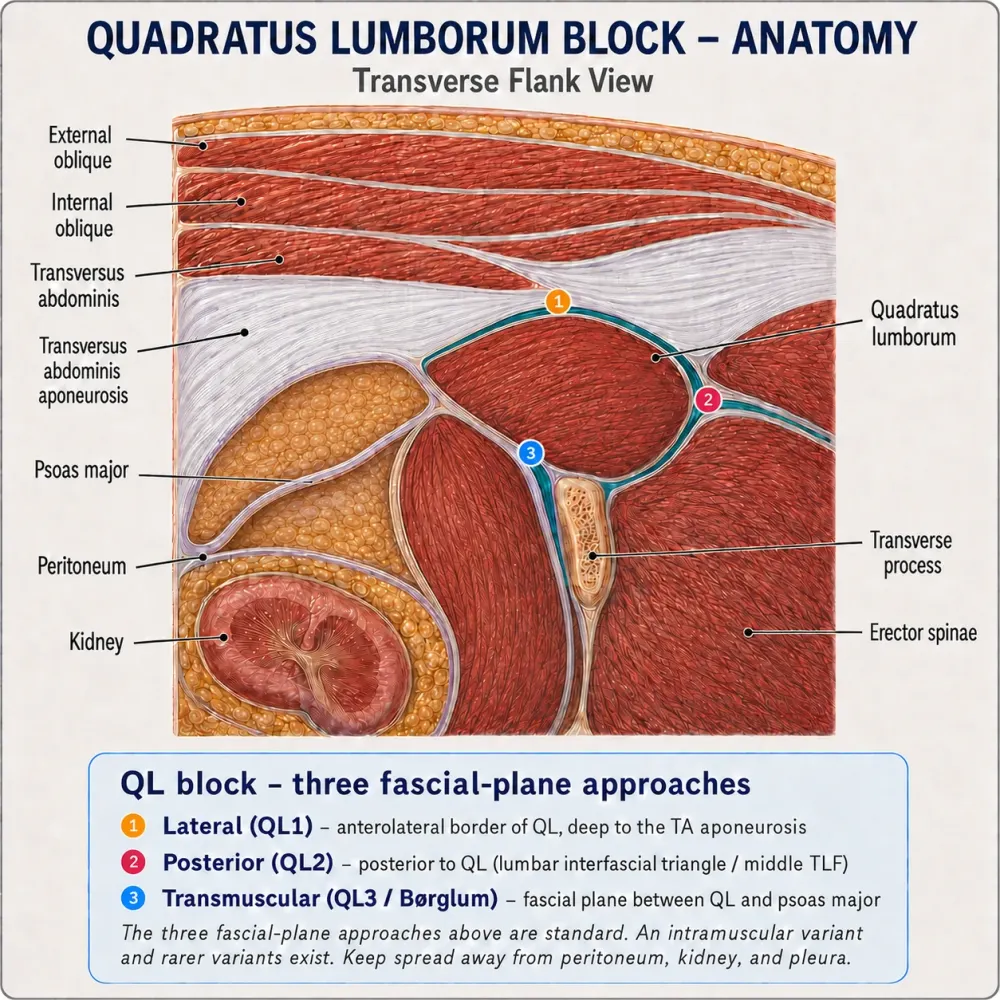 QUADRATUS LUMBORUM BLOCK – ANATOMY
Transverse Flank View
External
oblique
Internal
oblique
Transversus
abdominis
Transversus
abdominis
aponeurosis
Psoas major
Peritoneum
Kidney
1
2
3
Quadratus
lumborum
Transverse
process
Erector spinae
QL block – three fascial-plane approaches
1 Lateral (QL1) – anterolateral border of QL, deep to the TA aponeurosis
2 Posterior (QL2) – posterior to QL (lumbar interfascial triangle / middle TLF)
3 Transmuscular (QL3 / Børglum) – fascial plane between QL and psoas major
The three fascial-plane approaches above are standard. An intramuscular variant
and rarer variants exist. Keep spread away from peritoneum, kidney, and pleura.